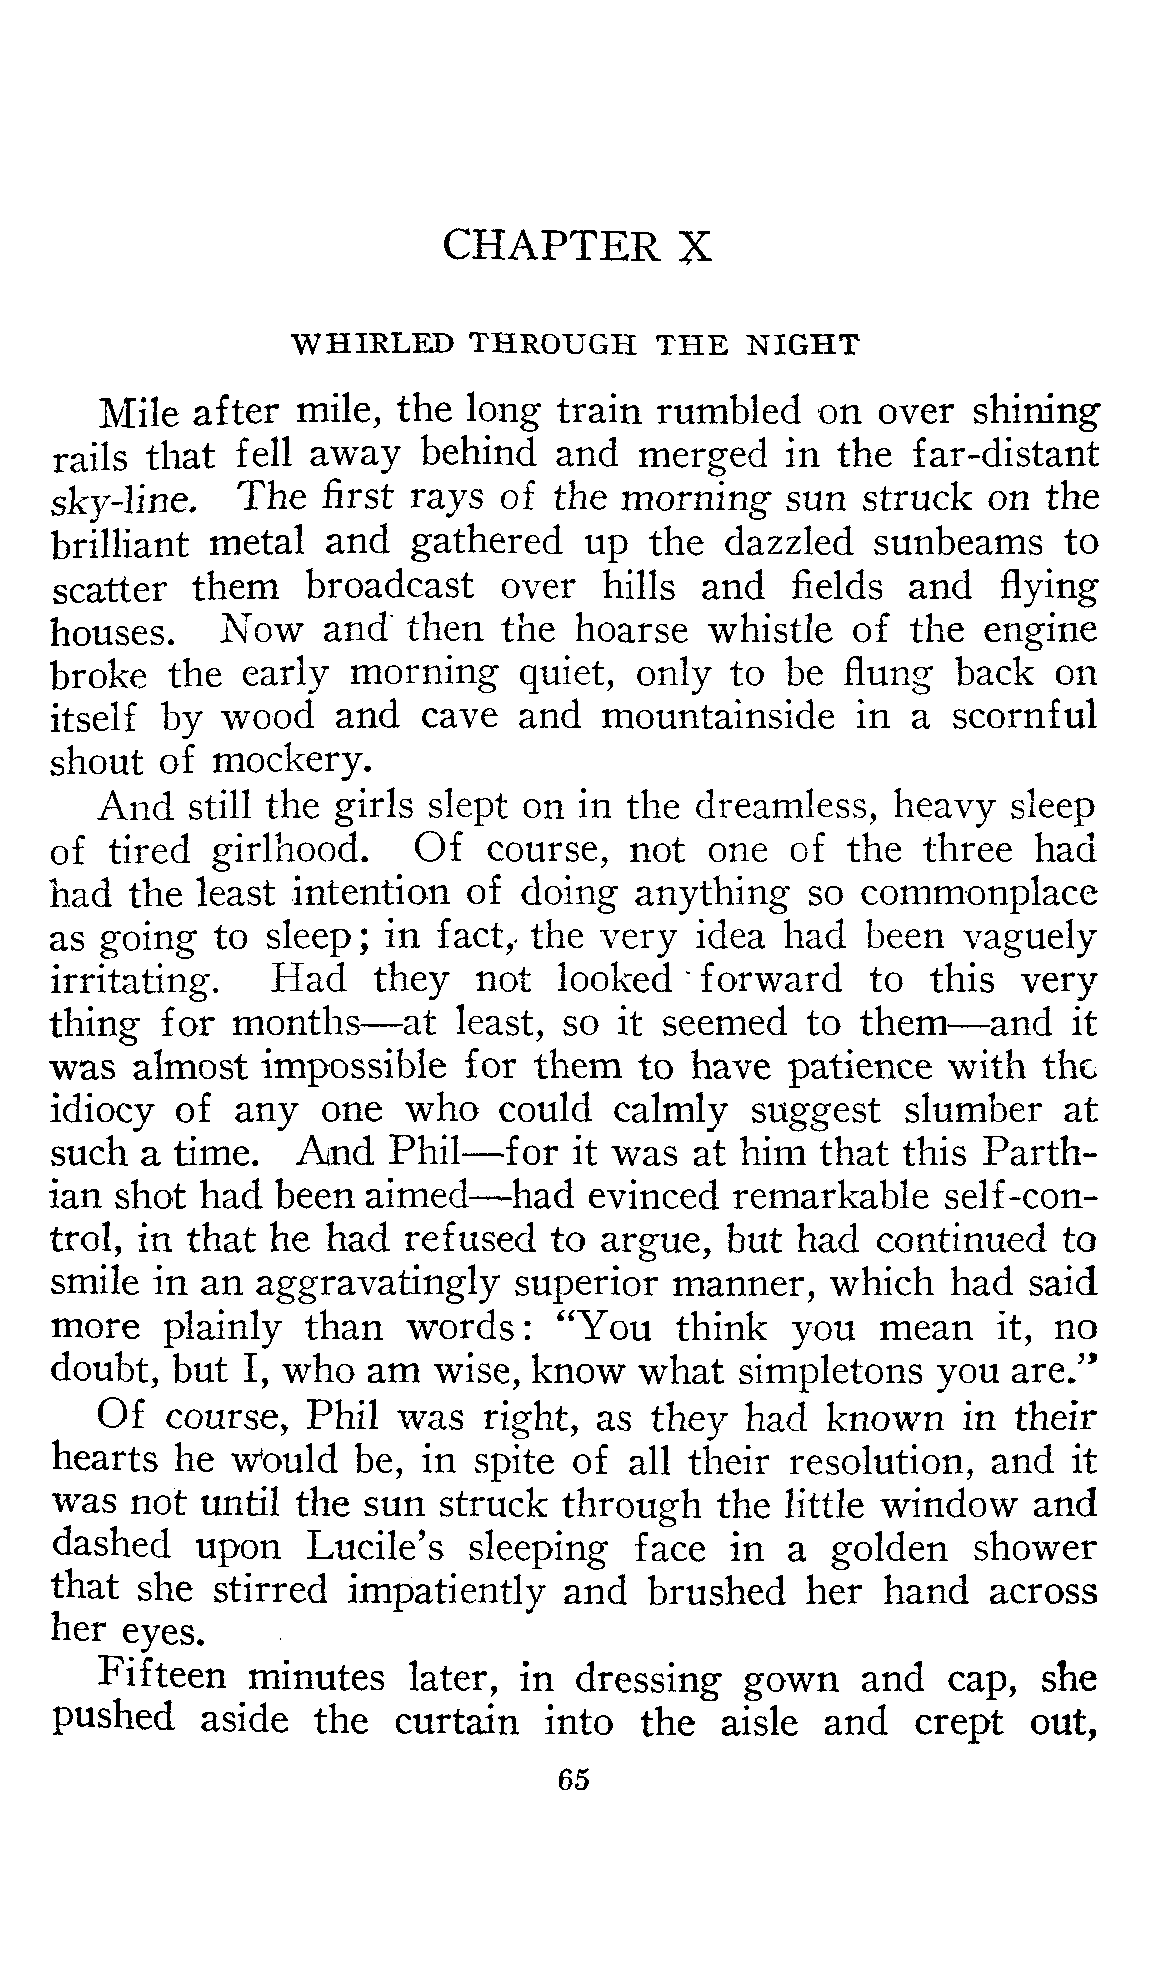 CHAPTER X
WHIRLED THROUGH THE NIGHT
Mile after mile, the long train rumbled on over shining
rails that fell away behind and merged in the far-distant
sky-line. The first rays of the morning sun struck on the
brilliant metal and gathered up the dazzled sunbeams to
scatter them broadcast over hills and fields and flying
houses. Now and then the hoarse whistle of the engine
broke the early morning quiet, only to be flung back on
itself by wood and cave and mountainside in a scornful
shout of mockery.
And still the girls slept on in the dreamless, heavy sleep
of tired girlhood. Of course, not one of the three had
had the least intention of doing anything so commonplace
as going to sleep; in fact, the very idea had been vaguely
irritating. Had they not looked forward to this very
thing for months—at least, so it seemed to them—and it
was almost impossible for them to have patience with the
idiocy of any one who could calmly suggest slumber at
such a time. And Phil—for it was at him that this Parth-
ian shot had been aimed—had evinced remarkable self-con-
trol, in that he had refused to argue, but had continued to
smile in an aggravatingly superior manner, which had said
more plainly than words: “You think you mean it, no
doubt, but I, who am wise, know what simpletons you are.”
Of course, Phil was right, as they had known in their
hearts he would be, in spite of all their resolution, and it
was not until the sun struck through the little window and
dashed upon Lucile’s sleeping face in a golden shower
that she stirred impatiently and brushed her hand across
her eyes.
Fifteen minutes later, in dressing gown and cap, she
pushed aside the curtain into the aisle and crept out,
65